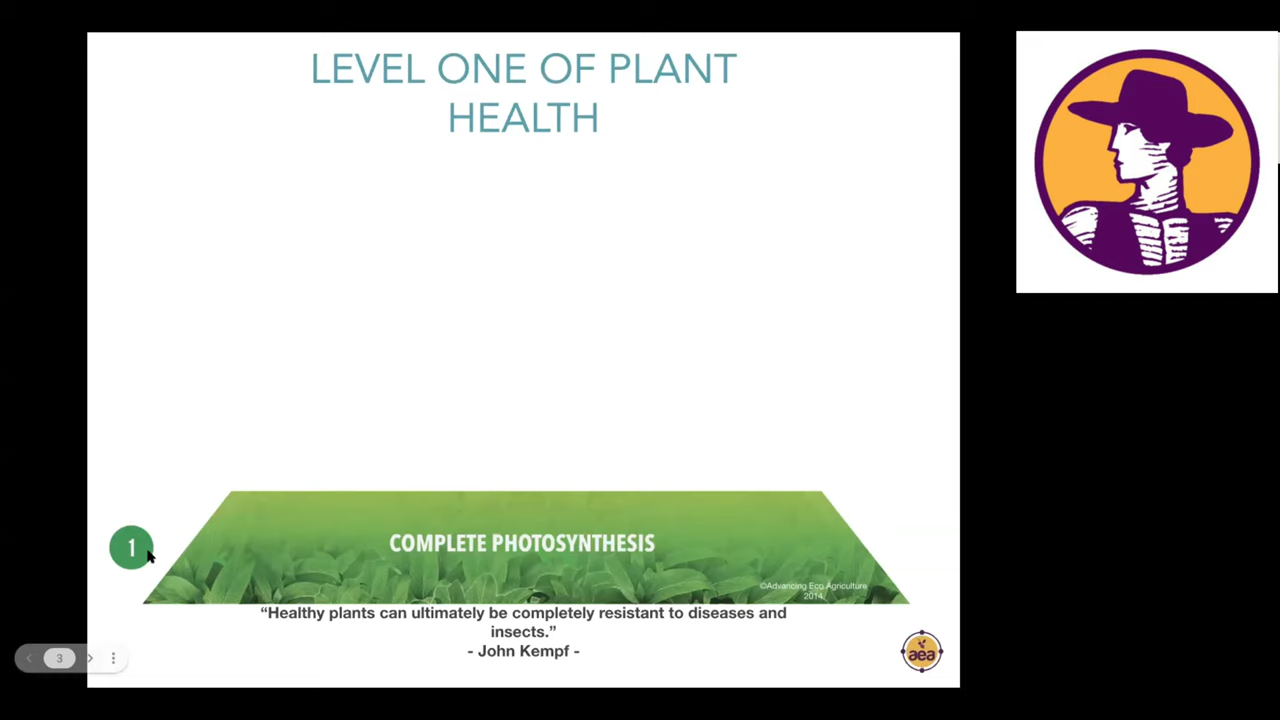 LEVEL ONE OF PLANT
HEALTH
1
COMPLETE PHOTOSYNTHESIS
©Advancing Eco Agriculture
2014
“Healthy plants can ultimately be completely resistant to diseases and
insects.”
- John Kempf -
aea
3